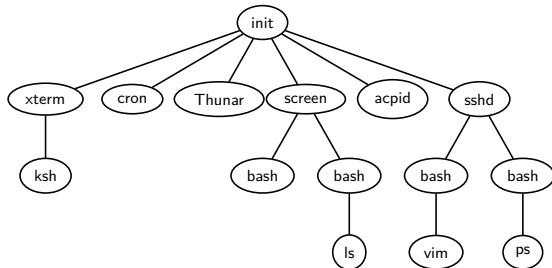 init
xterm cron Thunar screen acpid sshd
ksh bash bash bash bash
ls vim ps